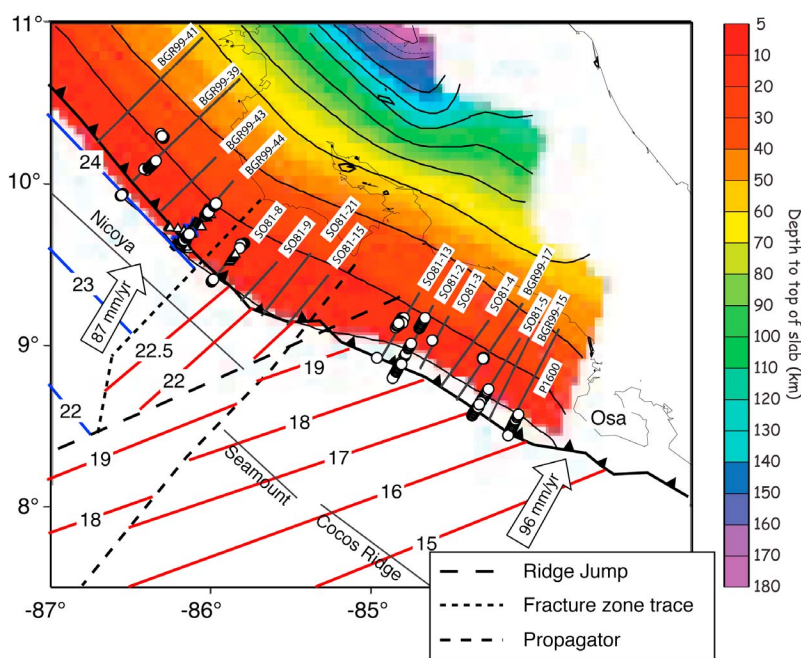 11°
10°
9°
8°
-87°
-86°
-85°
BGR99-41
BGR99-39
BGR99-43
BGR99-44
SO81-8
SO81-9
SO81-21
SO81-15
SO81-13
SO81-2
SO81-3
SO81-4
BGR99-17
SO81-5
BGR99-15
P1600
24
Nicoya
23
87 mm/yr
22.5
22
22
19
19
18
18
17
16
15
Seamount
Cocos Ridge
96 mm/yr
Osa
Ridge Jump
Fracture zone trace
Propagator
5
10
20
30
40
50
60
70
80
90
100
110
120
130
140
150
160
170
180
Depth to top of slab (km)